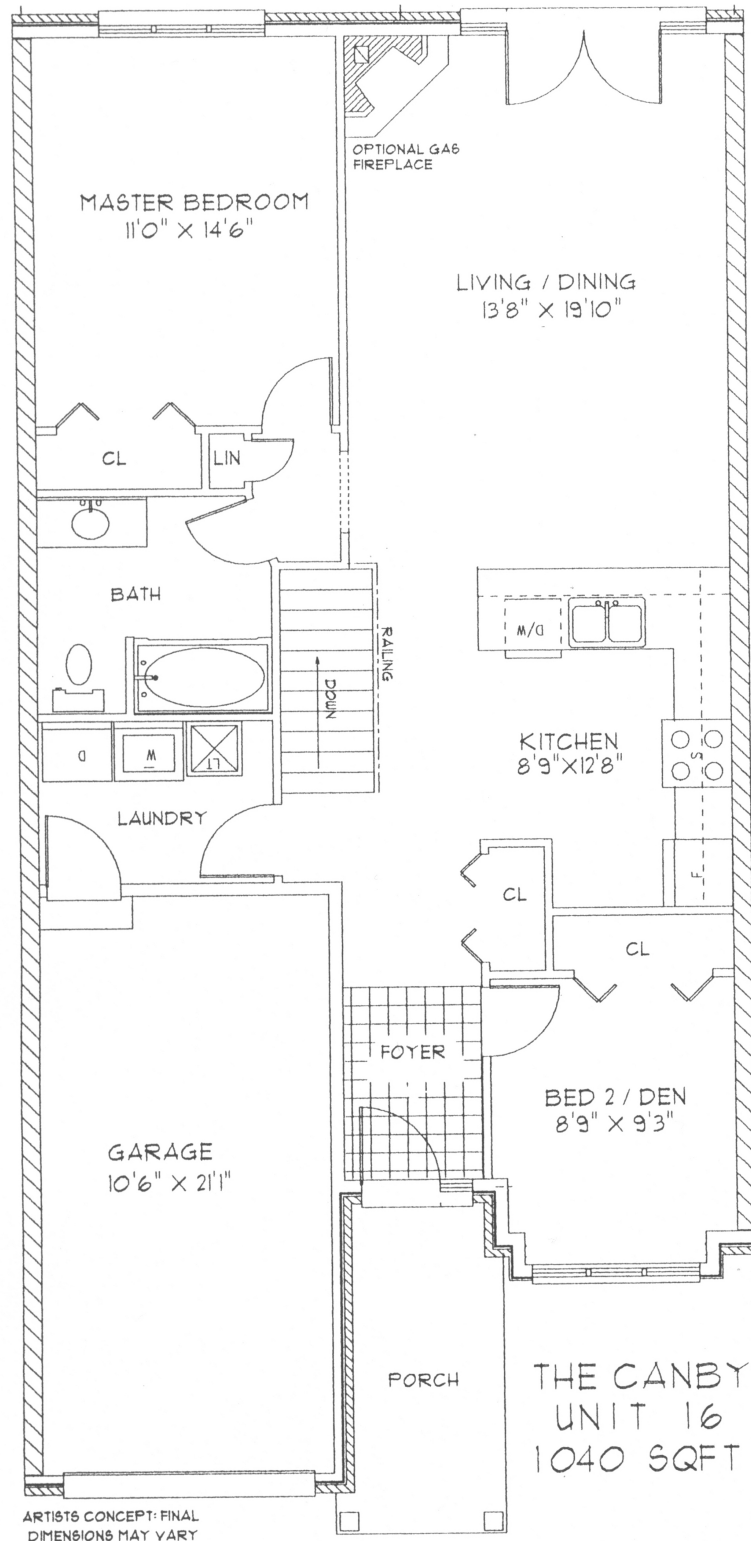 OPTIONAL GAS
FIREPLACE
MASTER BEDROOM
11'0" X 14'6"
LIVING / DINING
13'8" X 19'10"
CL
LIN
BATH
RAILING
DOWN
D/W
KITCHEN
8'9"X12'8"
S
D
W
LT
LAUNDRY
F
CL
CL
FOYER
BED 2 / DEN
8'9" X 9'3"
GARAGE
10'6" X 21'1"
PORCH
THE CANBY
UNIT 16
1040 SQFT
ARTISTS CONCEPT: FINAL
DIMENSIONS MAY VARY